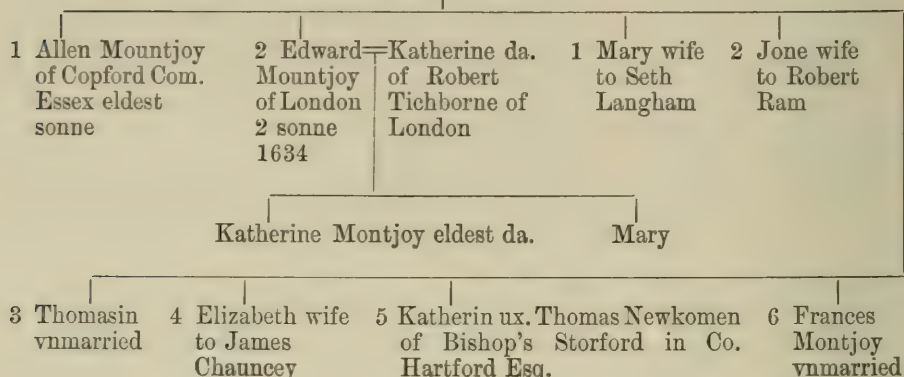 1 Allen Mountjoy
of Copford Com.
Essex eldest
sonne
2 Edward
Mountjoy
of London
2 sonne
1634
Katherine da.
of Robert
Tichborne of
London
1 Mary wife
to Seth
Langham
2 Jone wife
to Robert
Ram
Katherine Montjoy eldest da.
Mary
3 Thomasin
vnmarried
4 Elizabeth wife
to James
Chauncey
5 Katherin ux. Thomas Newkomen
of Bishop's Storford in Co.
Hartford Esq.
6 Frances
Montjoy
vnmarried